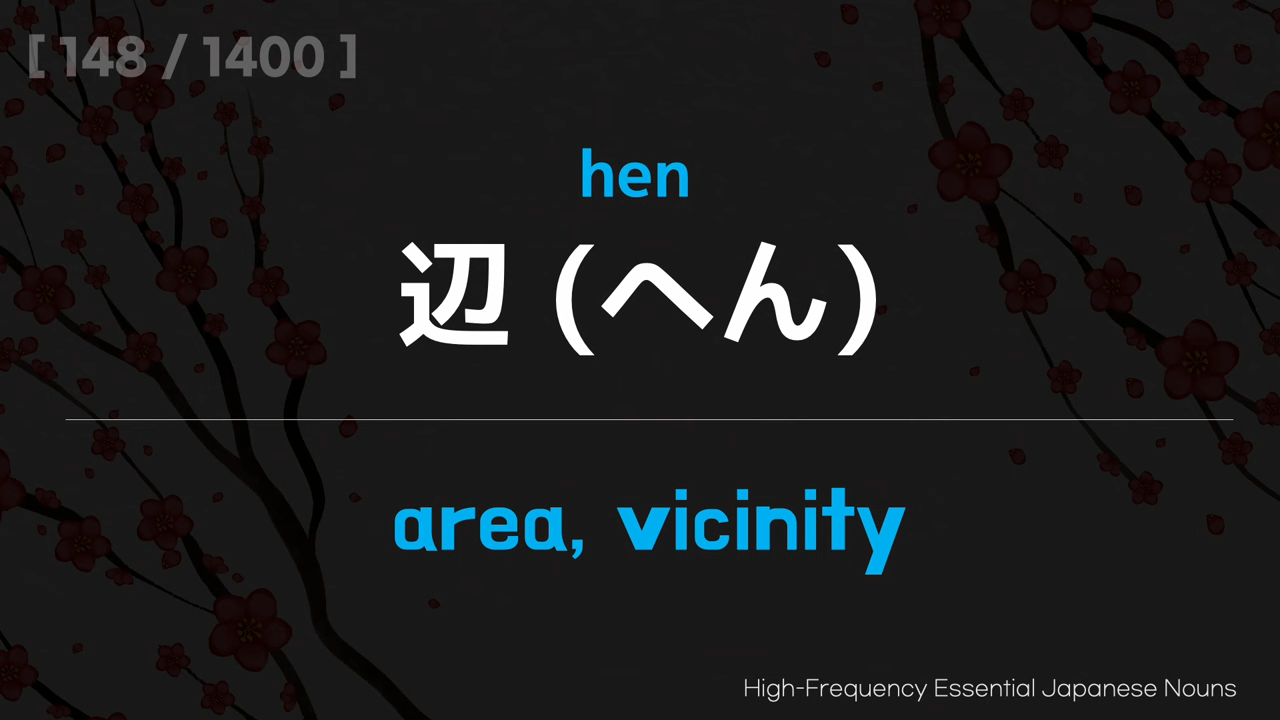 [ 148 / 1400 ]
hen
辺 (へん)
area, vicinity
High-Frequency Essential Japanese Nouns